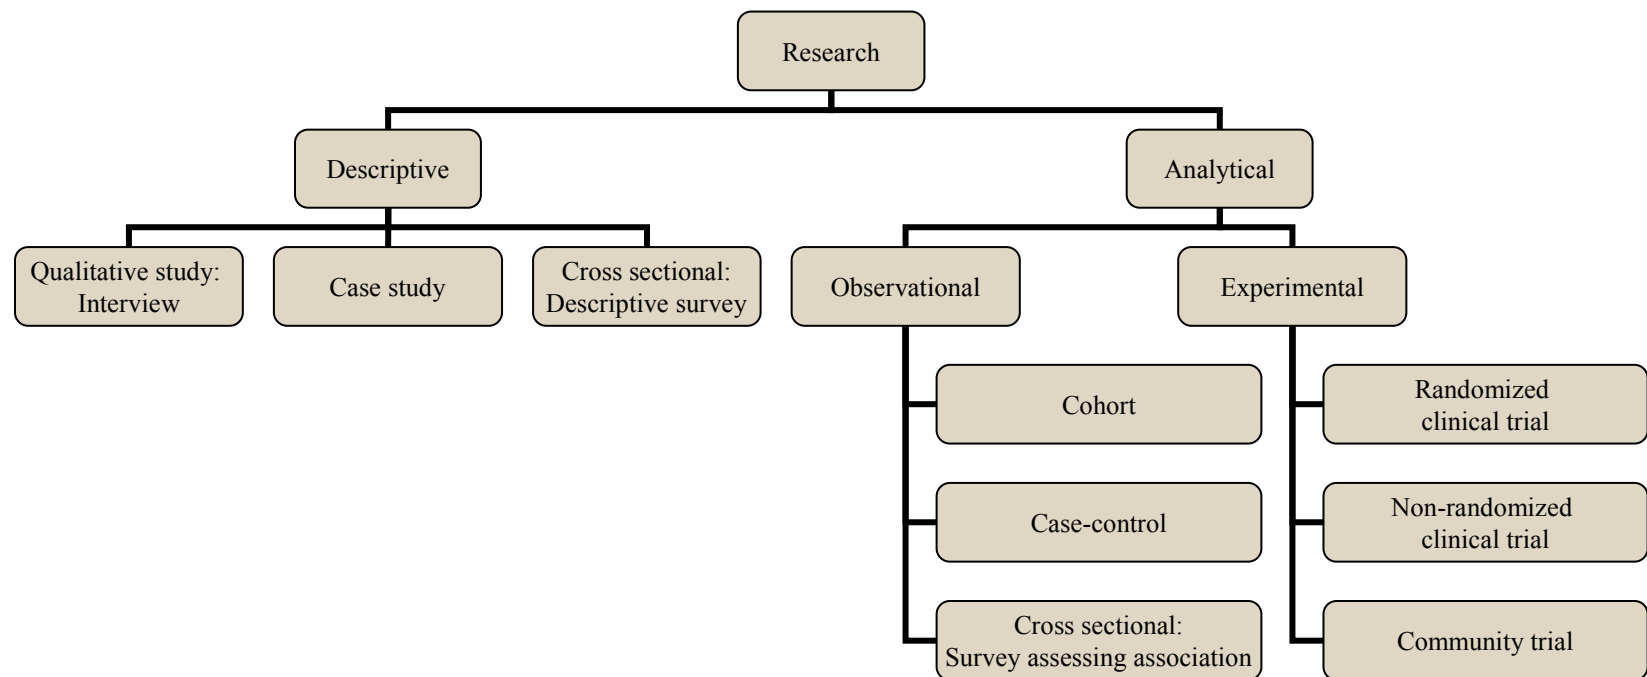 Research
Descriptive
Analytical
Qualitative study:
Interview
Case study
Cross sectional:
Descriptive survey
Observational
Experimental
Cohort
Randomized
clinical trial
Case-control
Non-randomized
clinical trial
Cross sectional:
Survey assessing association
Community trial